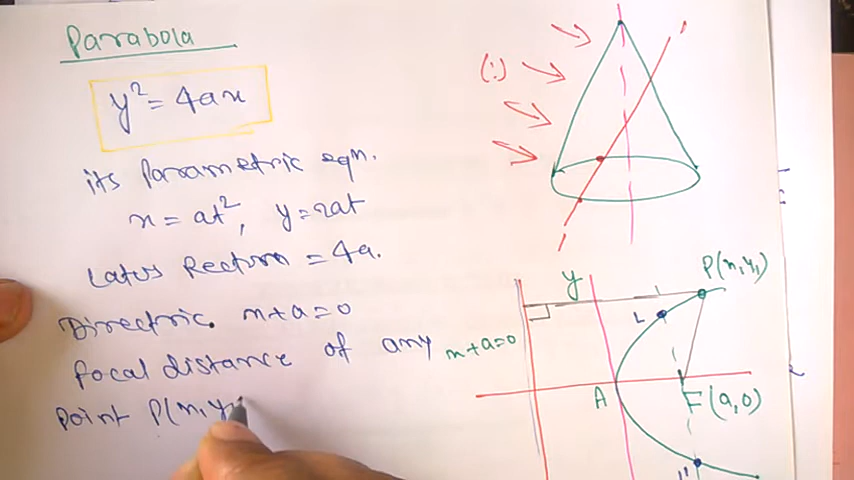 Parabola
y² = 4ax
its Parametric eqn.
x = at², y = 2at
Latus Rectum = 4a.
Directric. x+a=0
focal distance of any
point P(x, y
(i)
y
P(x, y₁)
L
x+a=0
A
F(a,0)
L'